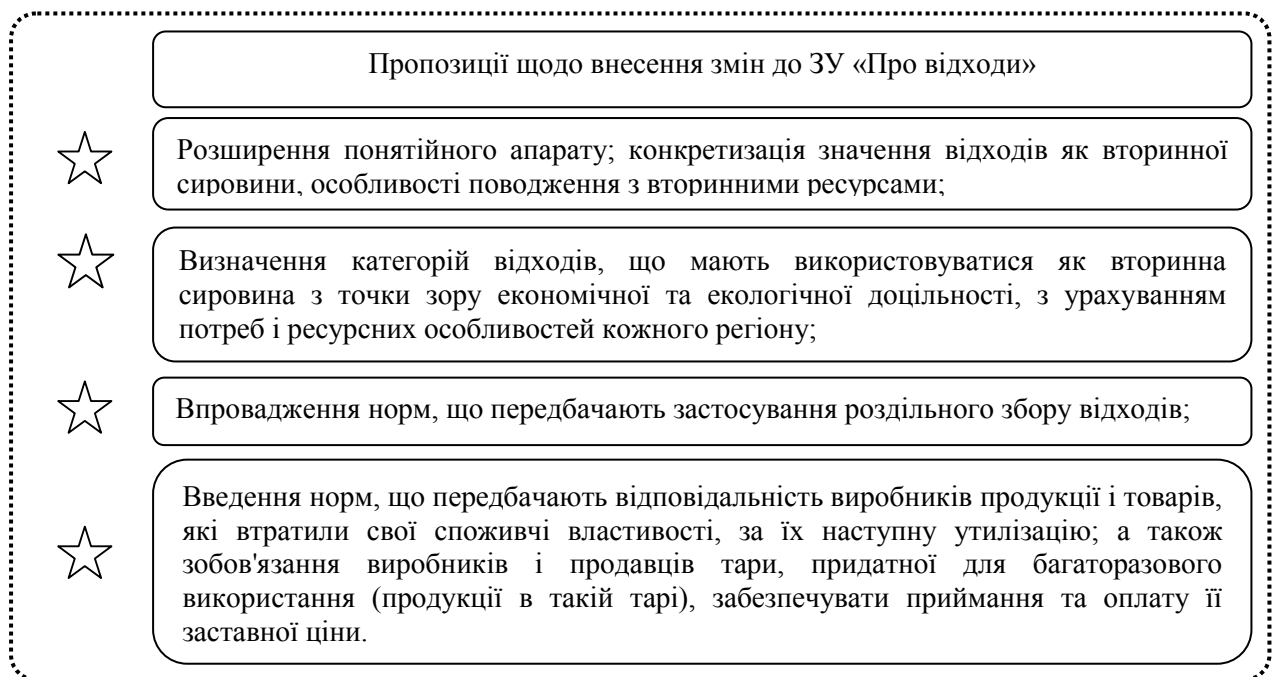 Пропозиції щодо внесення змін до ЗУ «Про відходи»
Розширення понятійного апарату; конкретизація значення відходів як вторинної
сировини, особливості поводження з вторинними ресурсами;
Визначення категорій відходів, що мають використовуватися як вторинна
сировина з точки зору економічної та екологічної доцільності, з урахуванням
потреб і ресурсних особливостей кожного регіону;
Впровадження норм, що передбачають застосування роздільного збору відходів;
Введення норм, що передбачають відповідальність виробників продукції і товарів,
які втратили свої споживчі властивості, за їх наступну утилізацію; а також
зобов'язання виробників і продавців тари, придатної для багаторазового
використання (продукції в такій тарі), забезпечувати приймання та оплату її
заставної ціни.